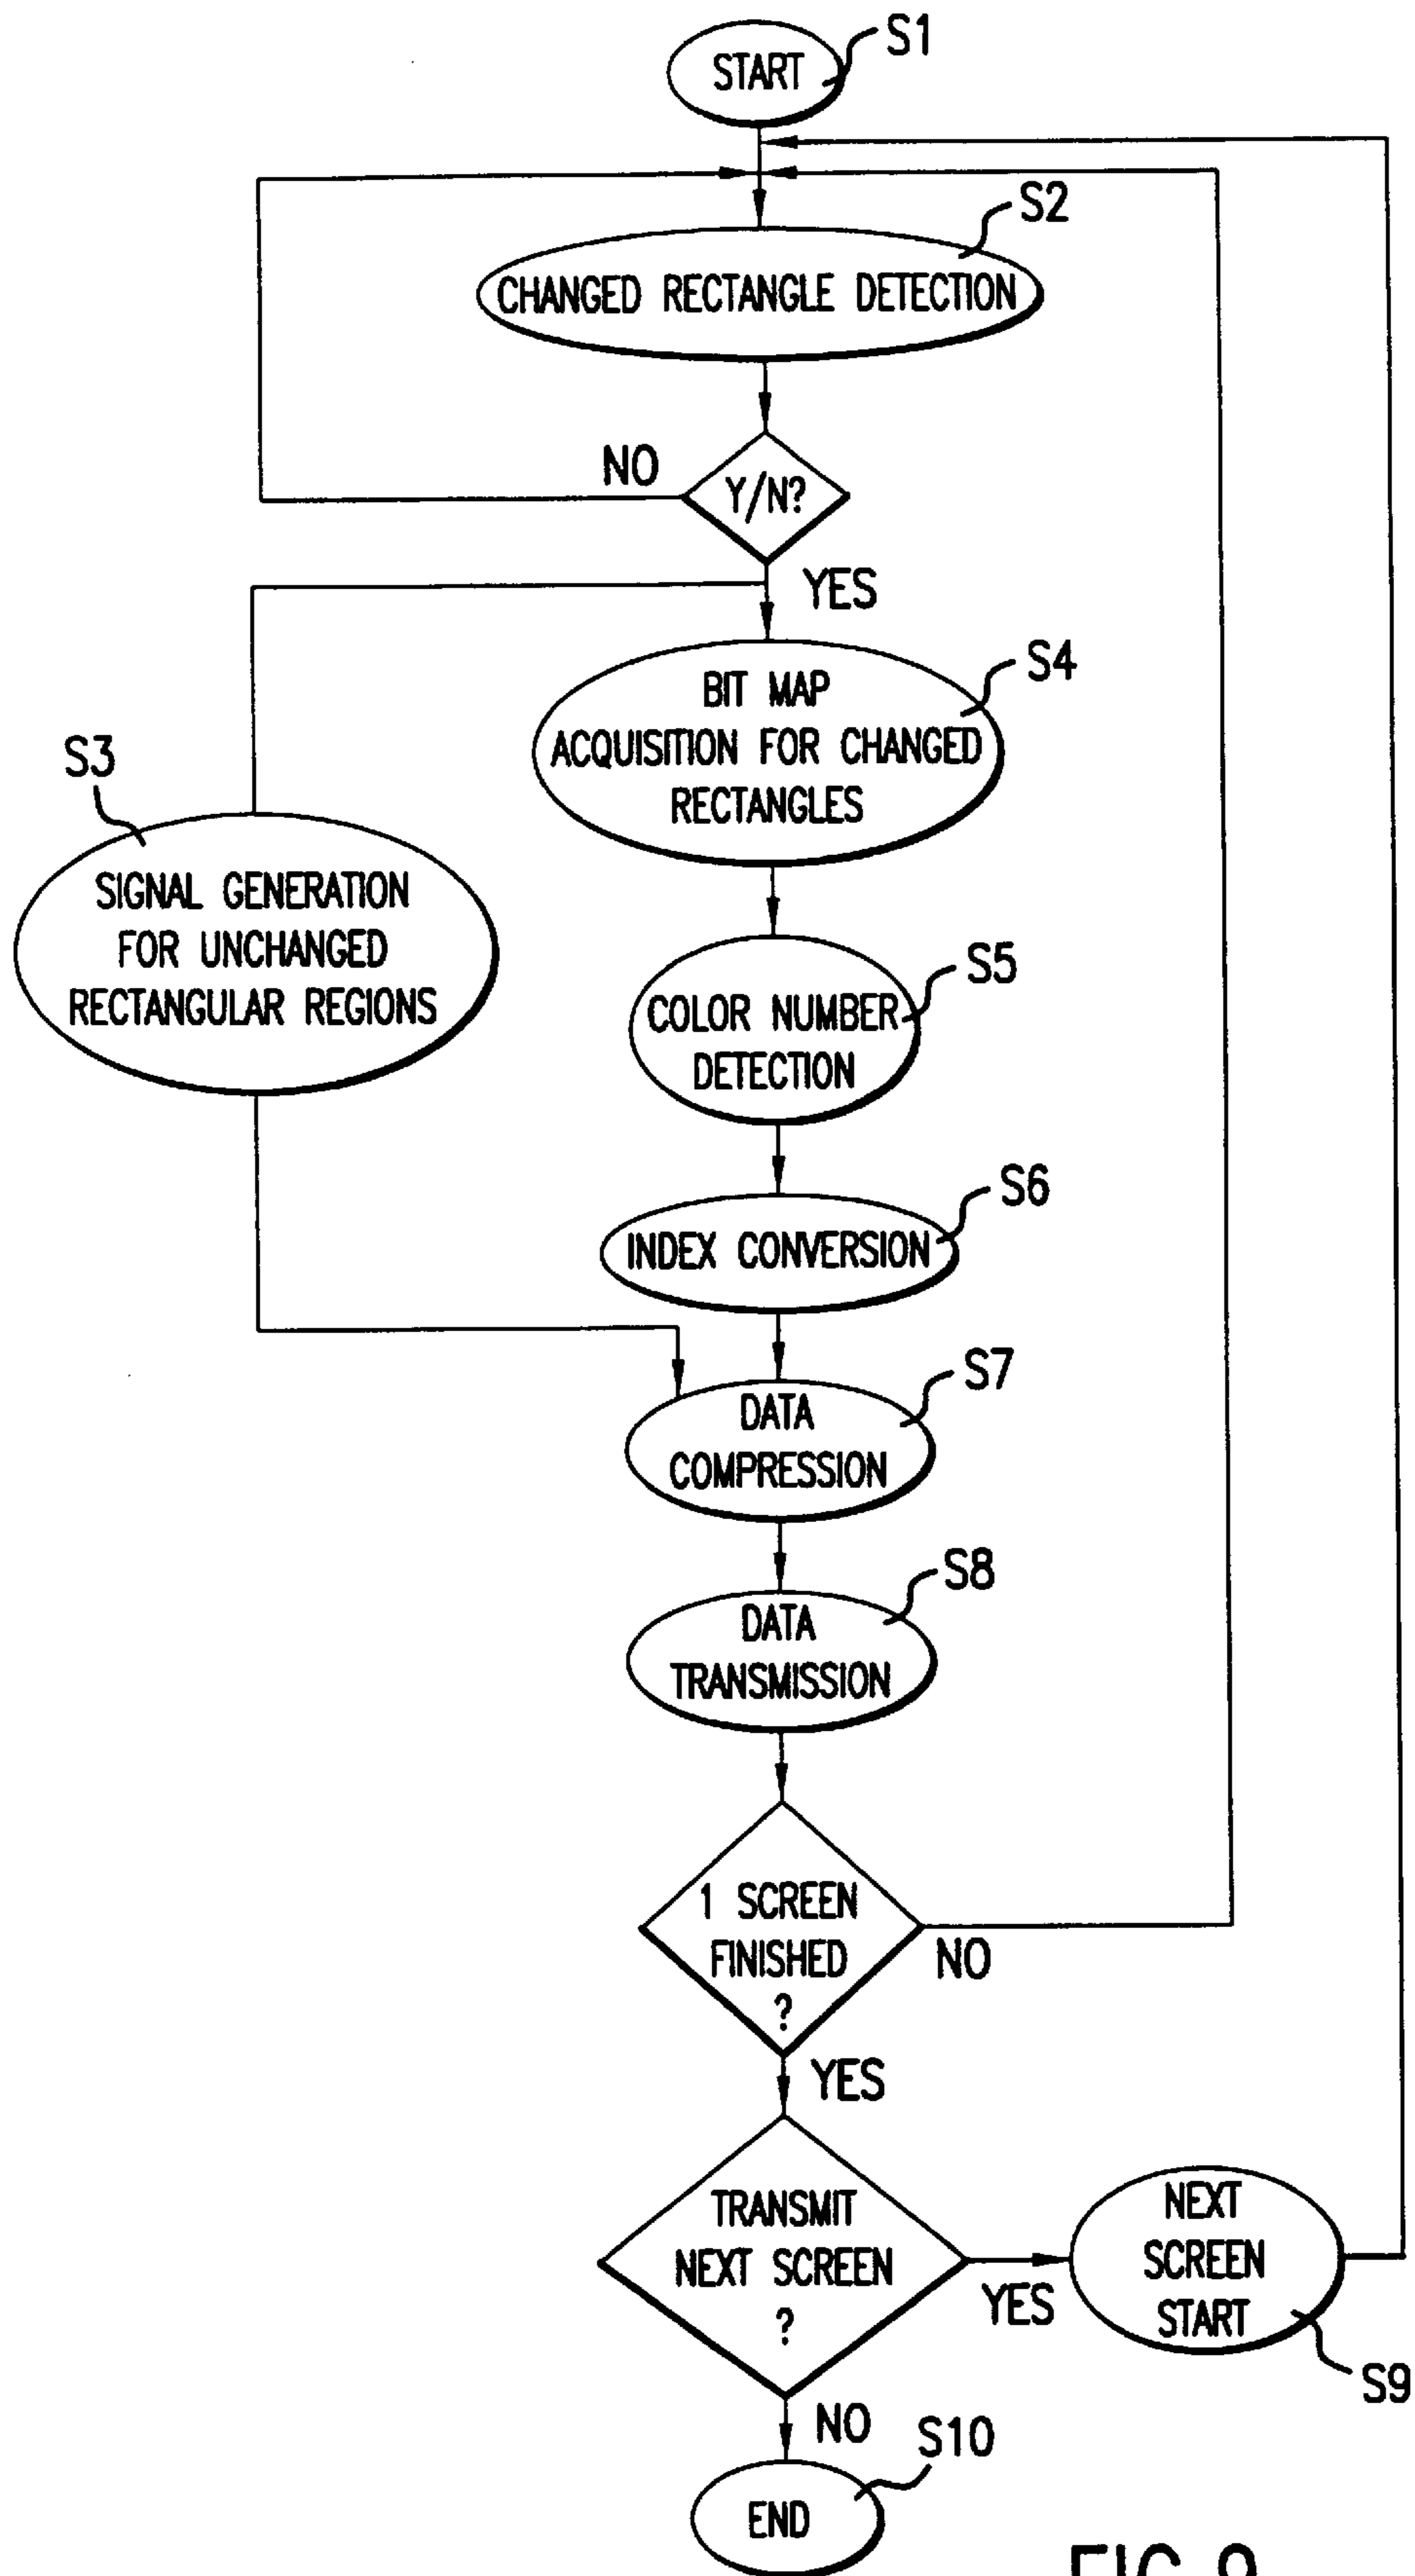 S1
START
S2
CHANGED RECTANGLE DETECTION
NO
Y/N?
YES
S4
BIT MAP
ACQUISITION FOR CHANGED
RECTANGLES
S3
SIGNAL GENERATION
FOR UNCHANGED
RECTANGULAR REGIONS
S5
COLOR NUMBER
DETECTION
S6
INDEX CONVERSION
S7
DATA
COMPRESSION
S8
DATA
TRANSMISSION
1 SCREEN
FINISHED
?
NO
YES
TRANSMIT
NEXT SCREEN
?
YES
NEXT
SCREEN
START
S9
NO
S10
END